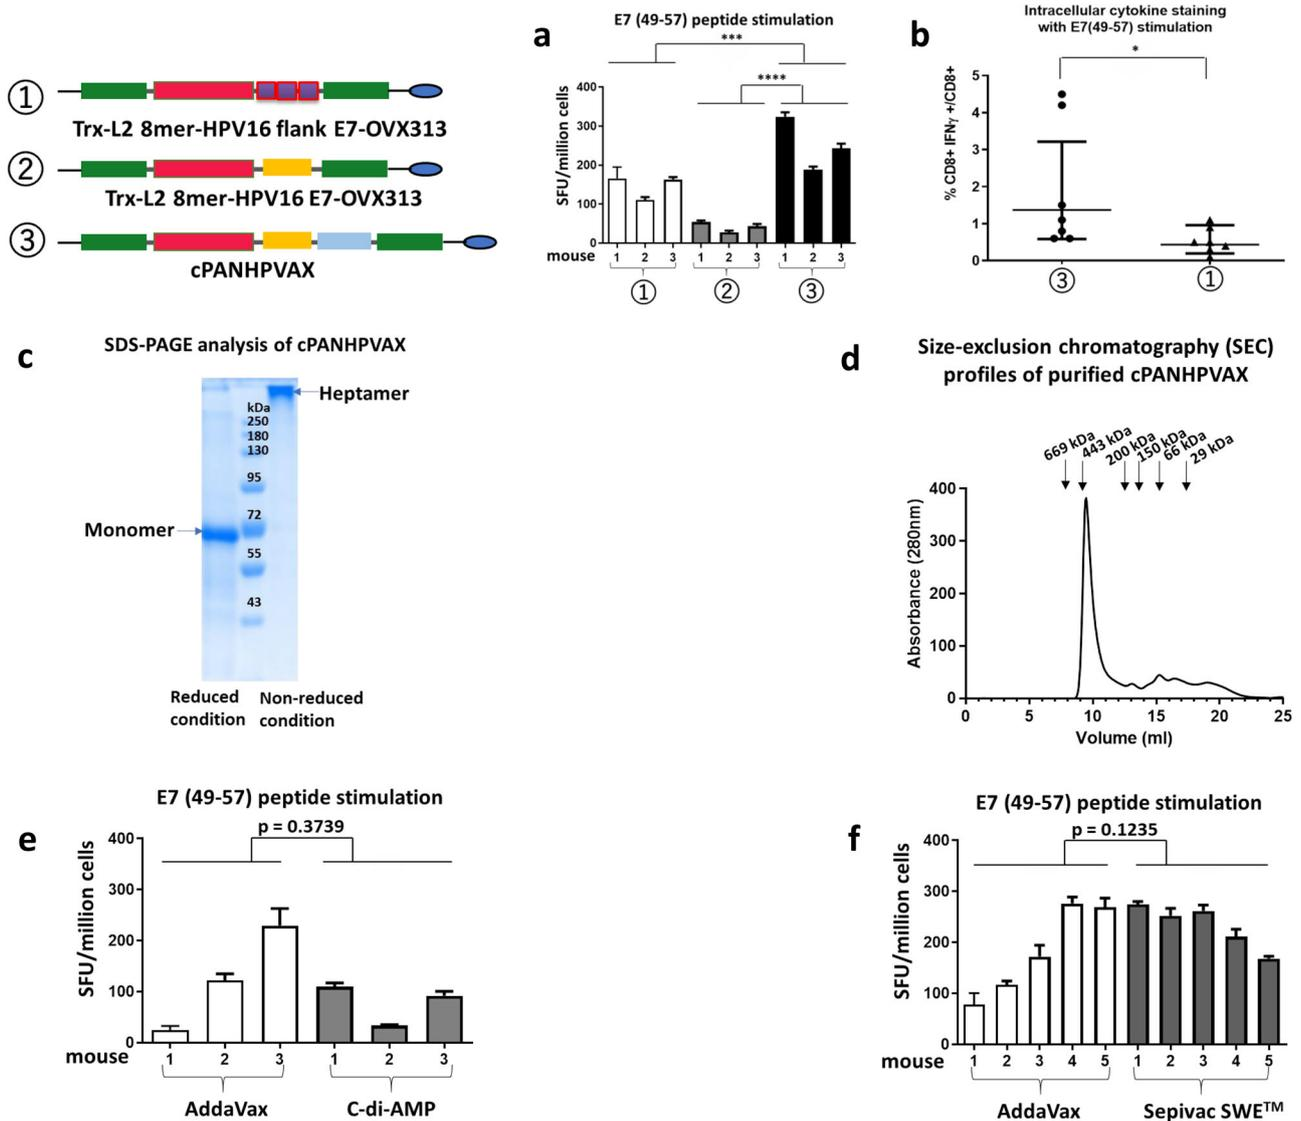 ①
Trx-L2 8mer-HPV16 flank E7-OVX313
②
Trx-L2 8mer-HPV16 E7-OVX313
③
cPANHPVAX
a
E7 (49-57) peptide stimulation
***
****
SFU/million cells
400
300
200
100
0
mouse 1 2 3 1 2 3 1 2 3
① ② ③
b
Intracellular cytokine staining
with E7(49-57) stimulation
*
% CD8+ IFNγ +/CD8+
5
4
3
2
1
0
③ ①
c
SDS-PAGE analysis of cPANHPVAX
Heptamer
kDa
250
180
130
95
72
Monomer
55
43
Reduced
condition
Non-reduced
condition
d
Size-exclusion chromatography (SEC)
profiles of purified cPANHPVAX
669 kDa 443 kDa 200 kDa 150 kDa 66 kDa 29 kDa
Absorbance (280nm)
400
300
200
100
0
0 5 10 15 20 25
Volume (ml)
e
E7 (49-57) peptide stimulation
p = 0.3739
SFU/million cells
400
300
200
100
0
mouse 1 2 3 1 2 3
AddaVax C-di-AMP
f
E7 (49-57) peptide stimulation
p = 0.1235
SFU/million cells
400
300
200
100
0
mouse 1 2 3 4 5 1 2 3 4 5
AddaVax Sepivac SWE™